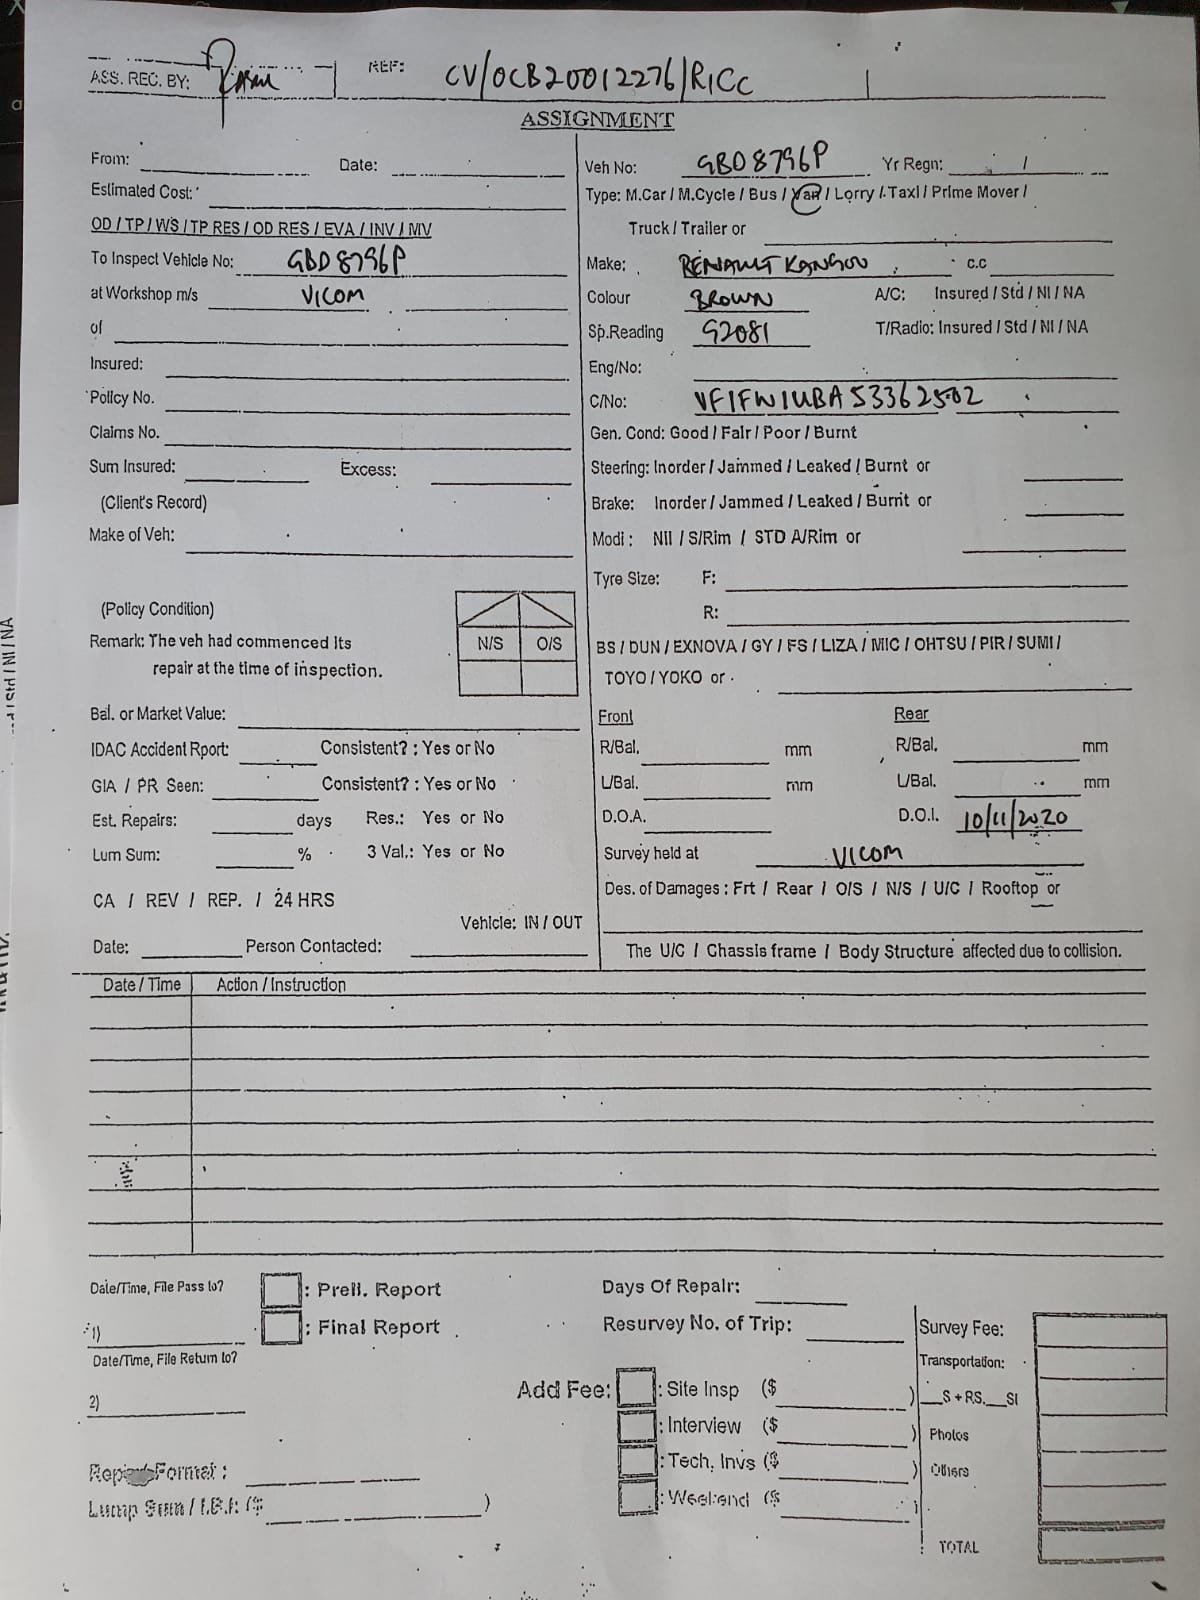 ASS. REC. BY:
REF: CV/OCB20012276/RICC
ASSIGNMENT
From: Date:
Estimated Cost:
OD / TP / WS / TP RES / OD RES / EVA / INV / MV
To Inspect Vehicle No: GBD8796P
at Workshop m/s VICOM
of
Insured:
Policy No.
Claims No.
Sum Insured: Excess:
(Client's Record)
Make of Veh:
(Policy Condition)
Remark: The veh had commenced its
repair at the time of inspection.
N/S O/S
Bal. or Market Value:
IDAC Accident Rport: Consistent? : Yes or No
GIA / PR Seen: Consistent? : Yes or No
Est. Repairs: days Res.: Yes or No
Lum Sum: % 3 Val.: Yes or No
CA / REV / REP. / 24 HRS
Vehicle: IN / OUT
Date: Person Contacted:
Veh No: GBD8796P Yr Regn: /
Type: M.Car / M.Cycle / Bus / Van / Lorry / Taxi / Prime Mover /
Truck / Trailer or
Make: RENAULT KANGOO c.c
Colour BROWN A/C: Insured / Std / NI / NA
Sp.Reading 92081 T/Radio: Insured / Std / NI / NA
Eng/No:
C/No: VF1FW1UBA53362502
Gen. Cond: Good / Fair / Poor / Burnt
Steering: Inorder / Jammed / Leaked / Burnt or
Brake: Inorder / Jammed / Leaked / Burnt or
Modi : Nil / S/Rim / STD A/Rim or
Tyre Size: F:
R:
BS / DUN / EXNOVA / GY / FS / LIZA / MIC / OHTSU / PIR / SUMI /
TOYO / YOKO or
Front Rear
R/Bal. mm R/Bal. mm
L/Bal. mm L/Bal. mm
D.O.A. D.O.I. 10/11/2020
Survey held at VICOM
Des. of Damages : Frt / Rear / O/S / N/S / U/C / Rooftop or
The U/C / Chassis frame / Body Structure affected due to collision.
Date / Time Action / Instruction
Date/Time, File Pass to?
1)
Date/Time, File Return to?
2)
: Preli. Report
: Final Report
Report Format :
Lump Sum / I.B.I: ($ )
Days Of Repair:
Resurvey No. of Trip:
Add Fee: : Site Insp ($ )
: Interview ($ )
: Tech. Invs ($ )
: Weekend ($ )
Survey Fee:
Transportation:
__S + RS.__SI
Photos
Others
TOTAL